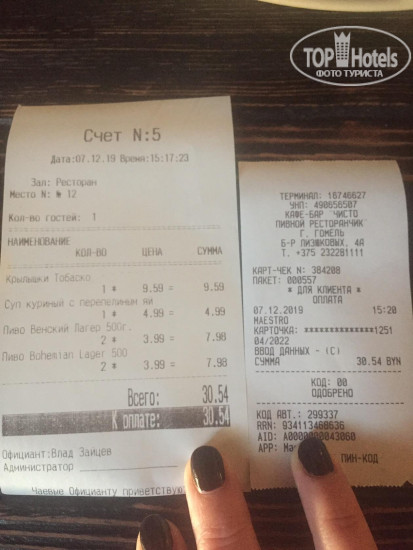 TOP Hotels
ФОТО ТУРИСТА
Счет N:5
Дата:07.12.19 Время:15:17:23
Зал: Ресторан
Место N: № 12
Кол-во гостей: 1
НАИМЕНОВАНИЕ
КОЛ-ВО ЦЕНА СУММА
Крылышки Тобаско
1 * 9.59 = 9.59
Суп куриный с перепелиным яй
1 * 4.99 = 4.99
Пиво Венский Лагер 500г.
2 * 3.99 = 7.98
Пиво Bohemian Lager 500
2 * 3.99 = 7.98
Всего: 30.54
К оплате: 30.54
Официант:Влад Зайцев
Администратор
Чаевые Официанту приветствую
ТЕРМИНАЛ: 16746627
УНП: 490656507
КАФЕ-БАР "ЧИСТО
ПИВНОЙ РЕСТОРАНЧИК"
Г. ГОМЕЛЬ
Б-Р ЛИЗЮКОВЫХ, 4А
Т. +375 232281111
КАРТ-ЧЕК N: 384208
ПАКЕТ: 000557
* ДЛЯ КЛИЕНТА *
ОПЛАТА
07.12.2019 15:20
MAESTRO
КАРТОЧКА: ***************1251
04/2022
ВВОД ДАННЫХ - (C)
СУММА 30.54 BYN
КОД: 00
ОДОБРЕНО
КОД АВТ.: 299337
RRN: 934113488636
AID: A0000000043060
APP: Ma
ПИН-КОД